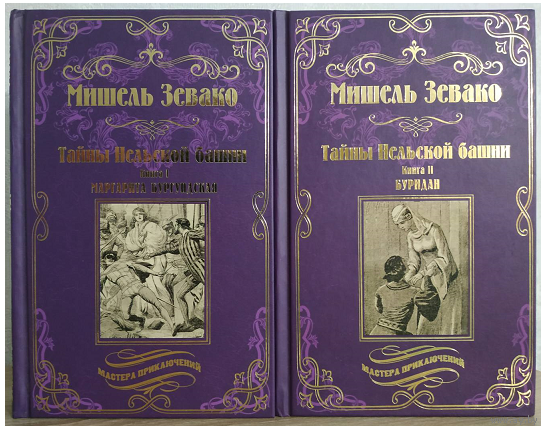 Мишель Зевако
Тайны Нельской башни
Книга I
МАРГАРИТА БУРГУНДСКАЯ
МАСТЕРА ПРИКЛЮЧЕНИЙ
Мишель Зевако
Тайны Нельской башни
Книга II
БУРИДАН
МАСТЕРА ПРИКЛЮЧЕНИЙ